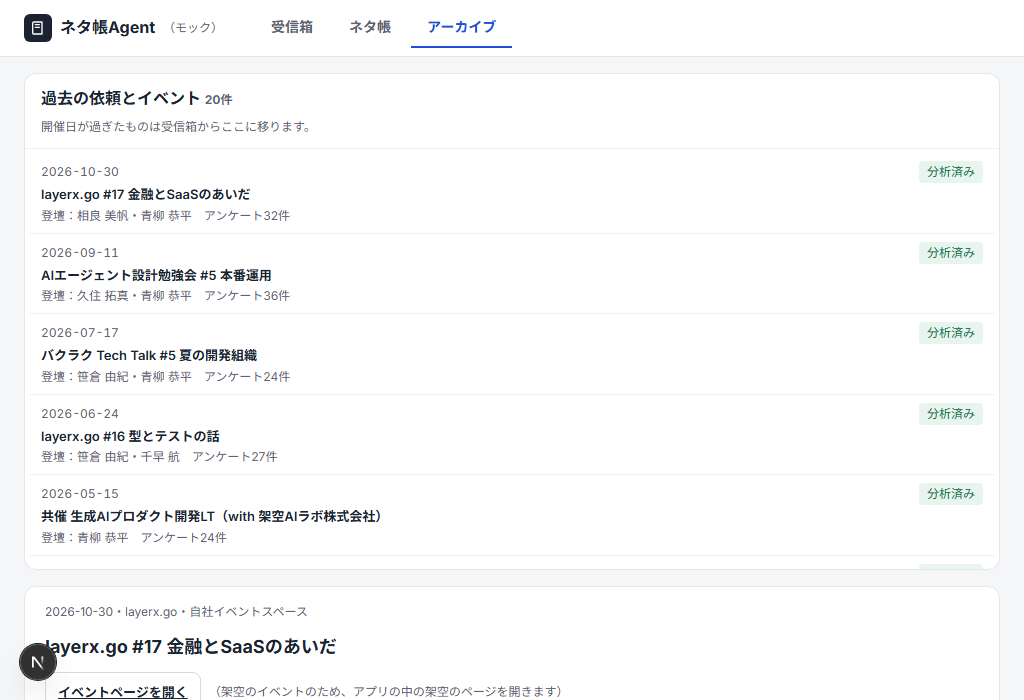 ネタ帳Agent （モック） 受信箱 ネタ帳 アーカイブ
過去の依頼とイベント 20件
開催日が過ぎたものは受信箱からここに移ります。
2026-10-30 分析済み
layerx.go #17 金融とSaaSのあいだ
登壇：相良 美帆・青柳 恭平 アンケート32件
2026-09-11 分析済み
AIエージェント設計勉強会 #5 本番運用
登壇：久住 拓真・青柳 恭平 アンケート36件
2026-07-17 分析済み
バクラク Tech Talk #5 夏の開発組織
登壇：笹倉 由紀・青柳 恭平 アンケート24件
2026-06-24 分析済み
layerx.go #16 型とテストの話
登壇：笹倉 由紀・千早 航 アンケート27件
2026-05-15 分析済み
共催 生成AIプロダクト開発LT（with 架空AIラボ株式会社）
登壇：青柳 恭平 アンケート24件
2026-10-30・layerx.go・自社イベントスペース
layerx.go #17 金融とSaaSのあいだ
N
イベントページを開く （架空のイベントのため、アプリの中の架空のページを開きます）